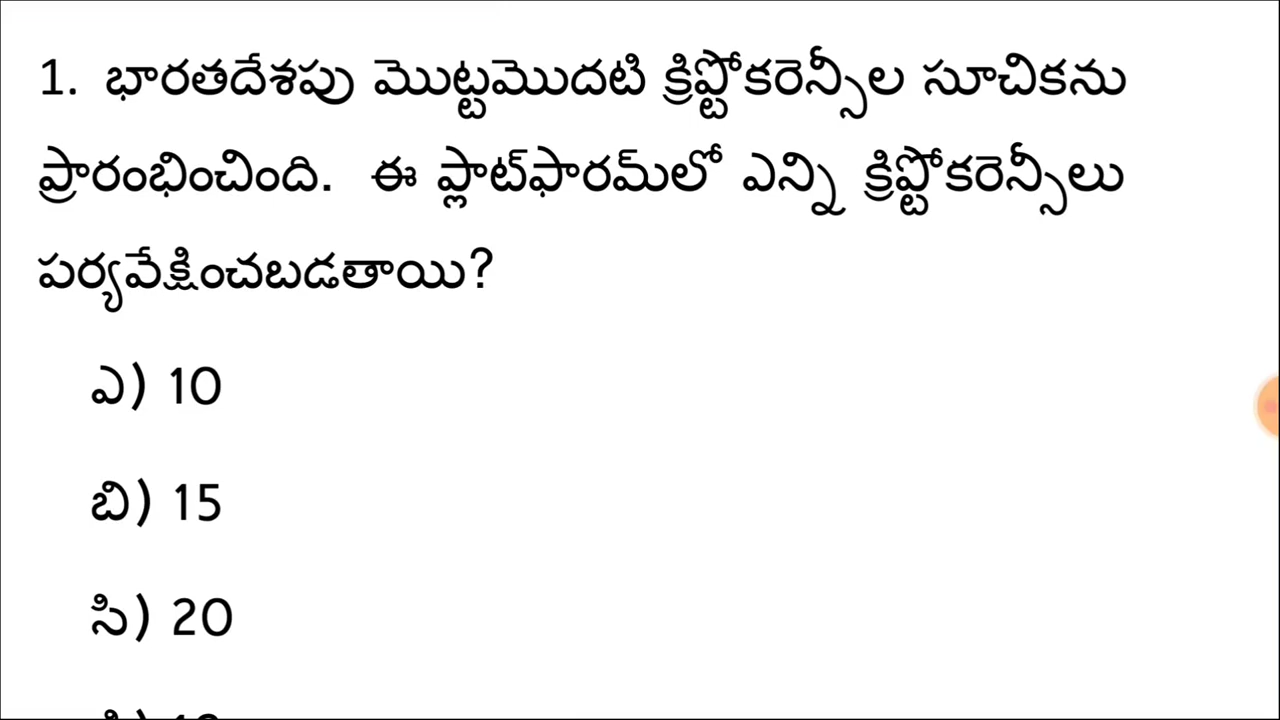 1. భారతదేశపు మొట్టమొదటి క్రిప్టోకరెన్సీల సూచికను
ప్రారంభించింది. ఈ ప్లాట్‌ఫారమ్‌లో ఎన్ని క్రిప్టోకరెన్సీలు
పర్యవేక్షించబడతాయి?
ఎ) 10
బి) 15
సి) 20